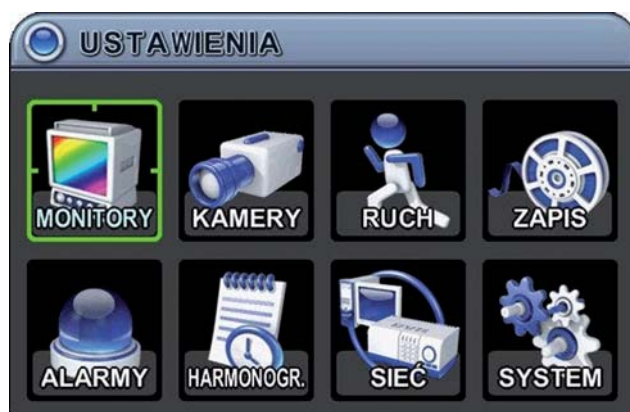 USTAWIENIA
MONITORY
KAMERY
RUCH
ZAPIS
ALARMY
HARMONOGR.
SIEĆ
SYSTEM